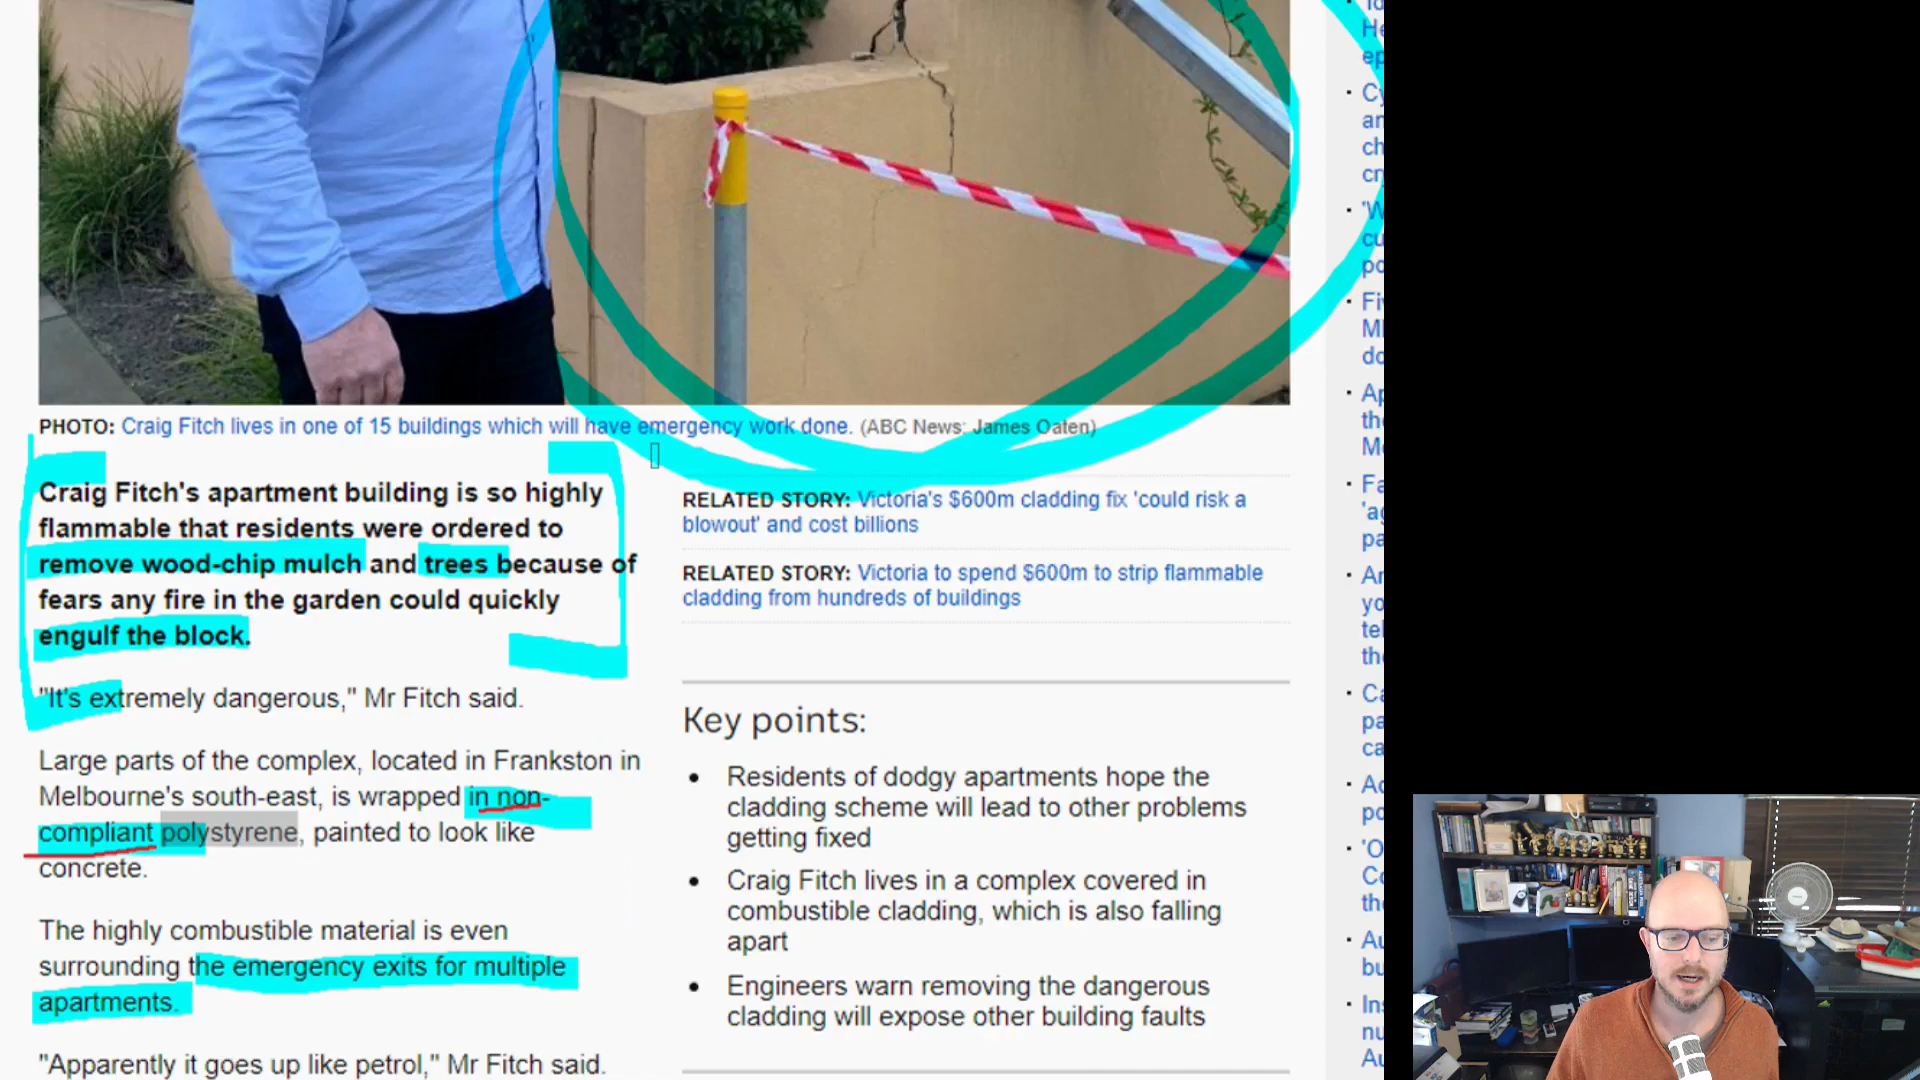 PHOTO: Craig Fitch lives in one of 15 buildings which will have emergency work done. (ABC News: James Oaten)
Craig Fitch's apartment building is so highly
flammable that residents were ordered to
remove wood-chip mulch and trees because of
fears any fire in the garden could quickly
engulf the block.
"It's extremely dangerous," Mr Fitch said.
Large parts of the complex, located in Frankston in
Melbourne's south-east, is wrapped in non-
compliant polystyrene, painted to look like
concrete.
The highly combustible material is even
surrounding the emergency exits for multiple
apartments.
"Apparently it goes up like petrol," Mr Fitch said.
RELATED STORY: Victoria's $600m cladding fix 'could risk a
blowout' and cost billions
RELATED STORY: Victoria to spend $600m to strip flammable
cladding from hundreds of buildings
Key points:
• Residents of dodgy apartments hope the
cladding scheme will lead to other problems
getting fixed
• Craig Fitch lives in a complex covered in
combustible cladding, which is also falling
apart
• Engineers warn removing the dangerous
cladding will expose other building faults